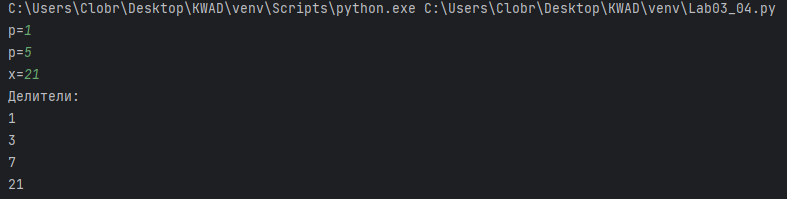 C:\Users\Clobr\Desktop\KWAD\venv\Scripts\python.exe C:\Users\Clobr\Desktop\KWAD\venv\Lab03_04.py
p=1
p=5
x=21
Делители:
1
3
7
21